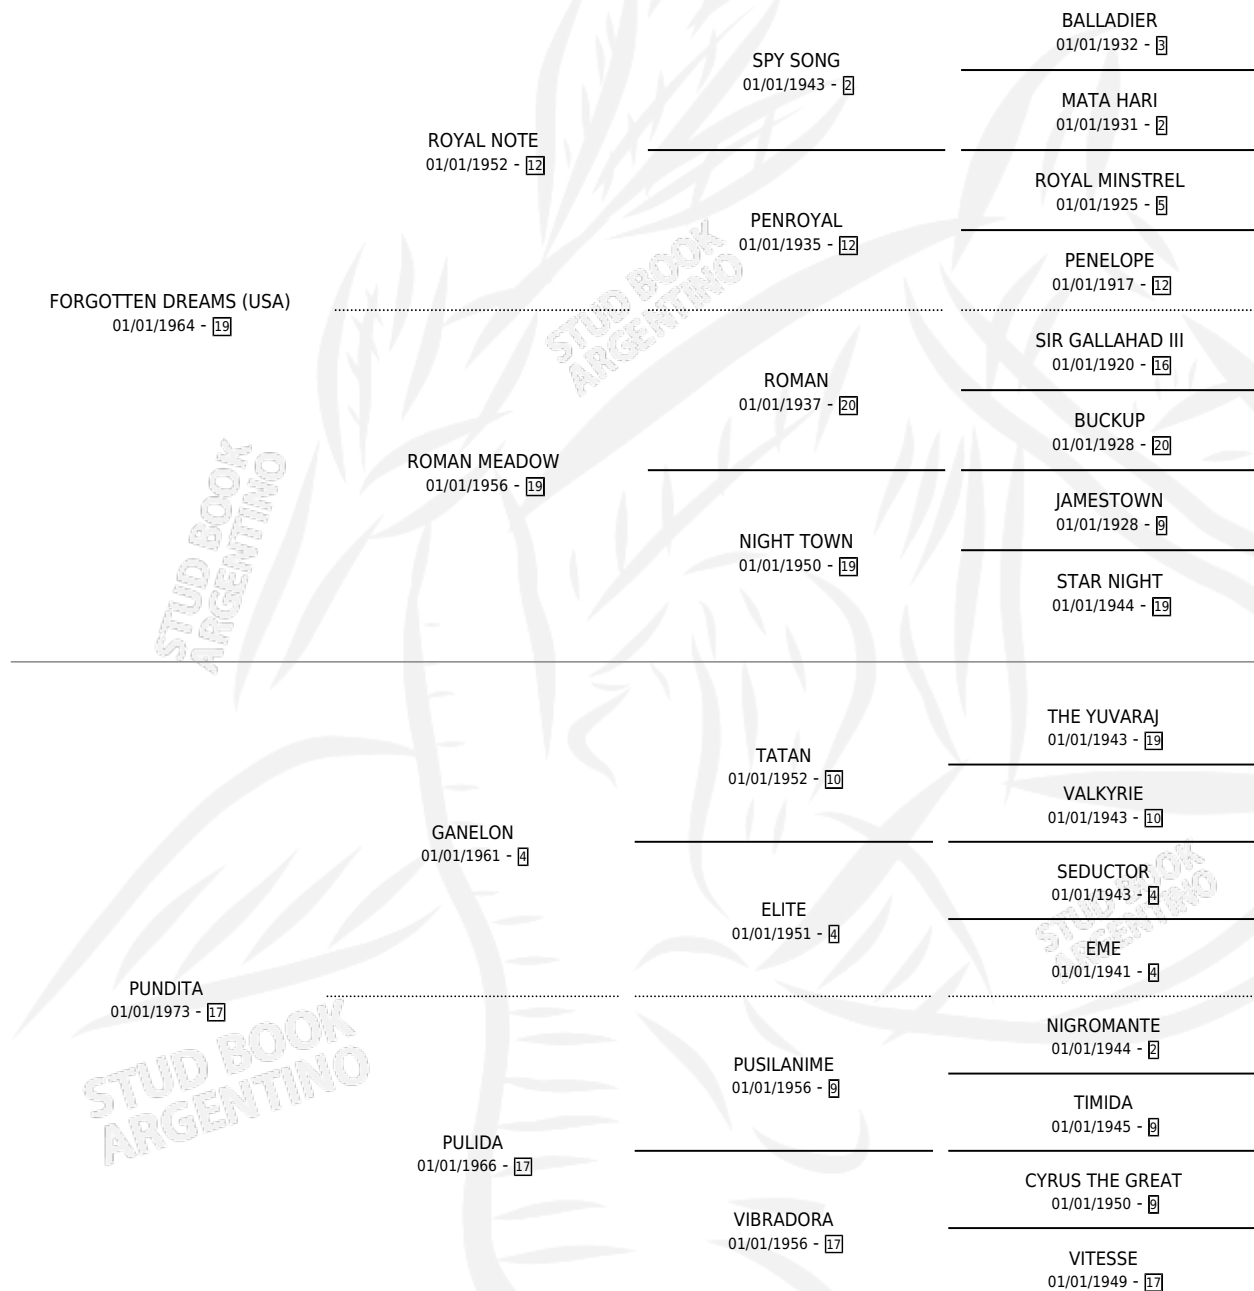 BALLADIER
01/01/1932 - 3
SPY SONG
01/01/1943 - 2
MATA HARI
01/01/1931 - 2
ROYAL NOTE
01/01/1952 - 12
ROYAL MINSTREL
01/01/1925 - 5
PENROYAL
01/01/1935 - 12
PENELOPE
01/01/1917 - 12
FORGOTTEN DREAMS (USA)
01/01/1964 - 19
SIR GALLAHAD III
01/01/1920 - 16
ROMAN
01/01/1937 - 20
BUCKUP
01/01/1928 - 20
ROMAN MEADOW
01/01/1956 - 19
JAMESTOWN
01/01/1928 - 9
NIGHT TOWN
01/01/1950 - 19
STAR NIGHT
01/01/1944 - 19
THE YUVARAJ
01/01/1943 - 19
TATAN
01/01/1952 - 10
VALKYRIE
01/01/1943 - 10
GANELON
01/01/1961 - 4
SEDUCTOR
01/01/1943 - 4
ELITE
01/01/1951 - 4
EME
01/01/1941 - 4
PUNDITA
01/01/1973 - 17
NIGROMANTE
01/01/1944 - 2
PUSILANIME
01/01/1956 - 9
TIMIDA
01/01/1945 - 9
PULIDA
01/01/1966 - 17
CYRUS THE GREAT
01/01/1950 - 9
VIBRADORA
01/01/1956 - 17
VITESSE
01/01/1949 - 17
STUD BOOK
ARGENTINO
STUD BOOK
ARGENTINO
STUD BOOK
ARGENTINO
STUD BOOK
ARGENTINO